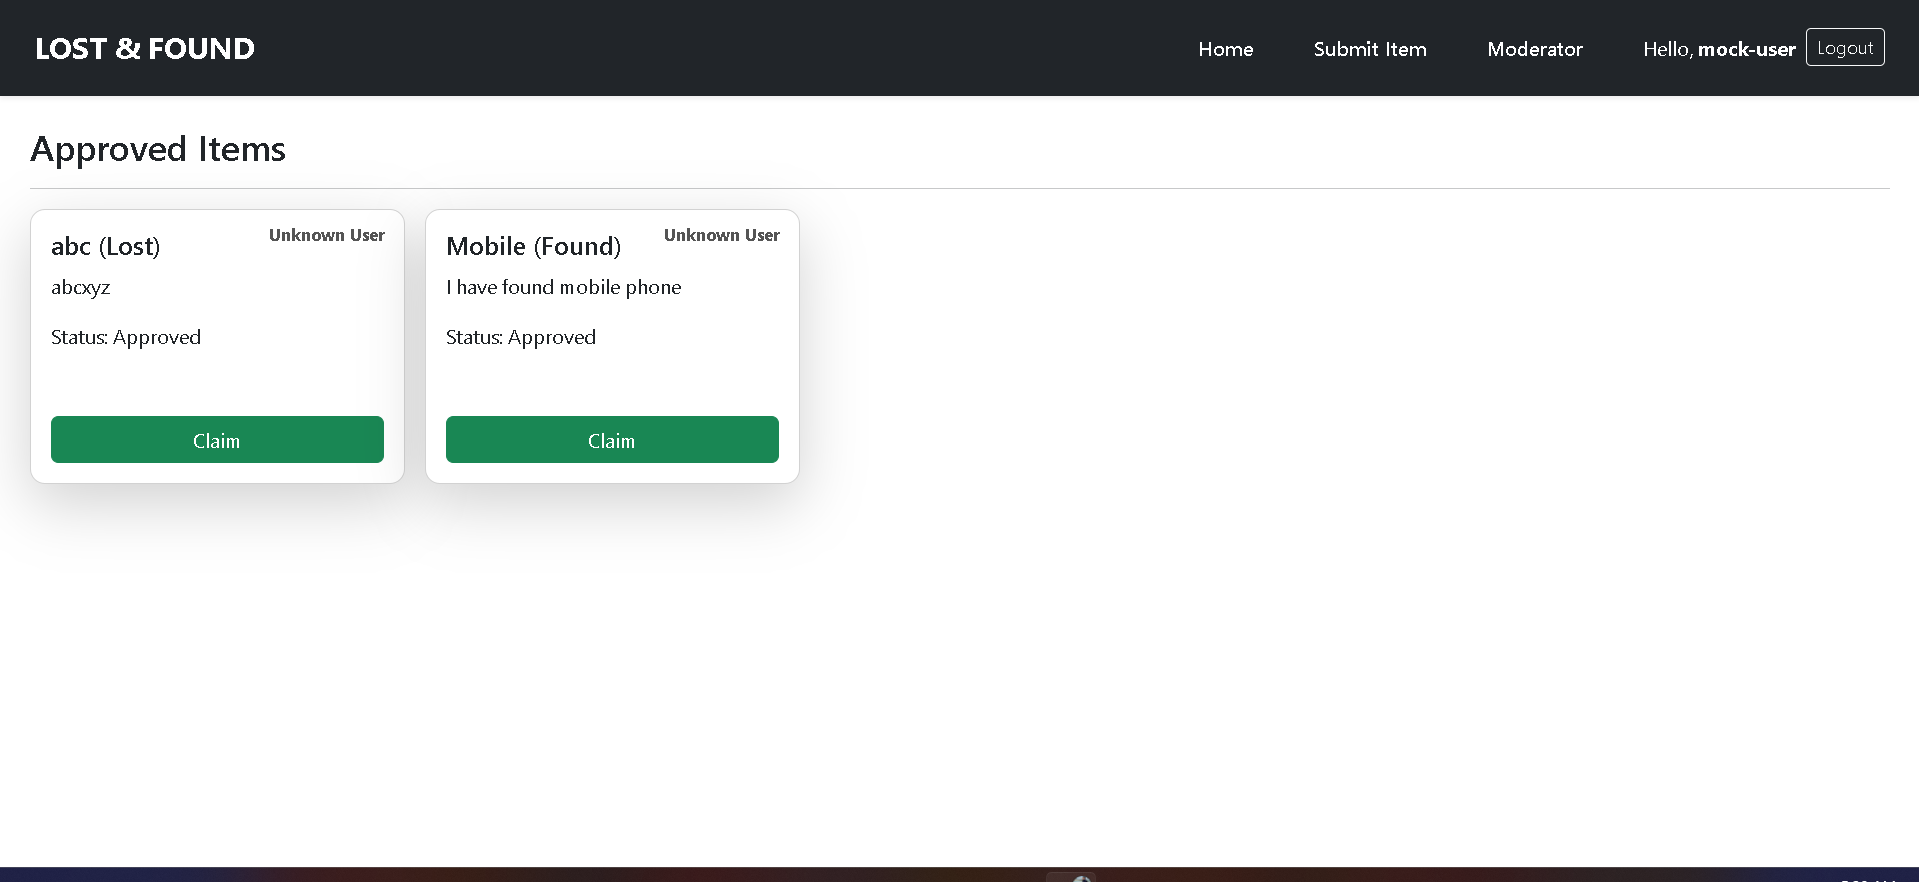 LOST & FOUND
Home Submit Item Moderator Hello, mock-user Logout
Approved Items
abc (Lost) Unknown User
abcxyz
Status: Approved
Claim
Mobile (Found) Unknown User
I have found mobile phone
Status: Approved
Claim